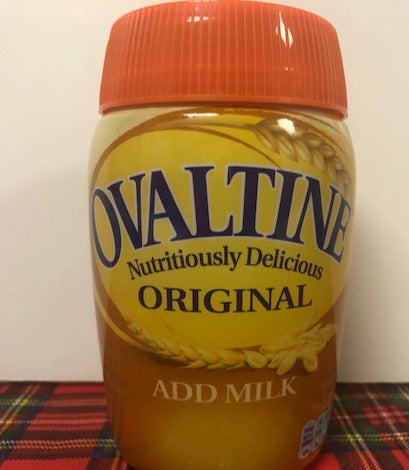 OVALTINE
Nutritiously Delicious
ORIGINAL
ADD MILK